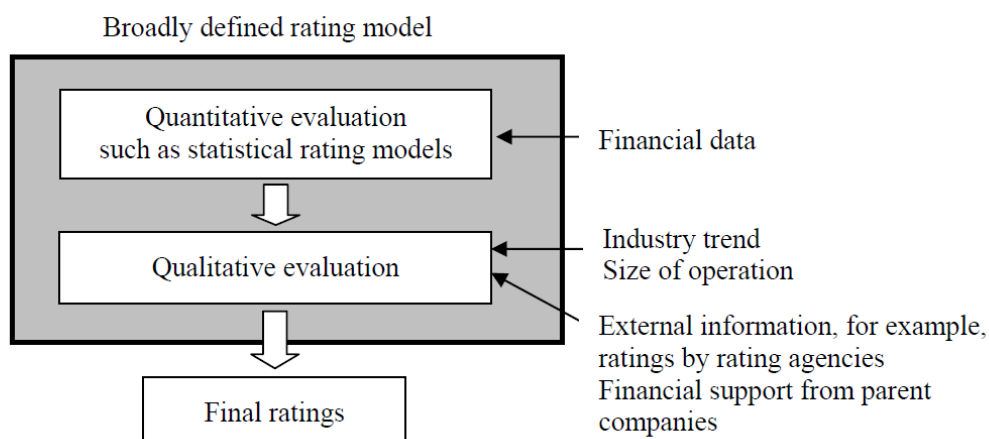 Broadly defined rating model
Quantitative evaluation
such as statistical rating models
Financial data
Qualitative evaluation
Industry trend
Size of operation
External information, for example,
ratings by rating agencies
Financial support from parent
companies
Final ratings